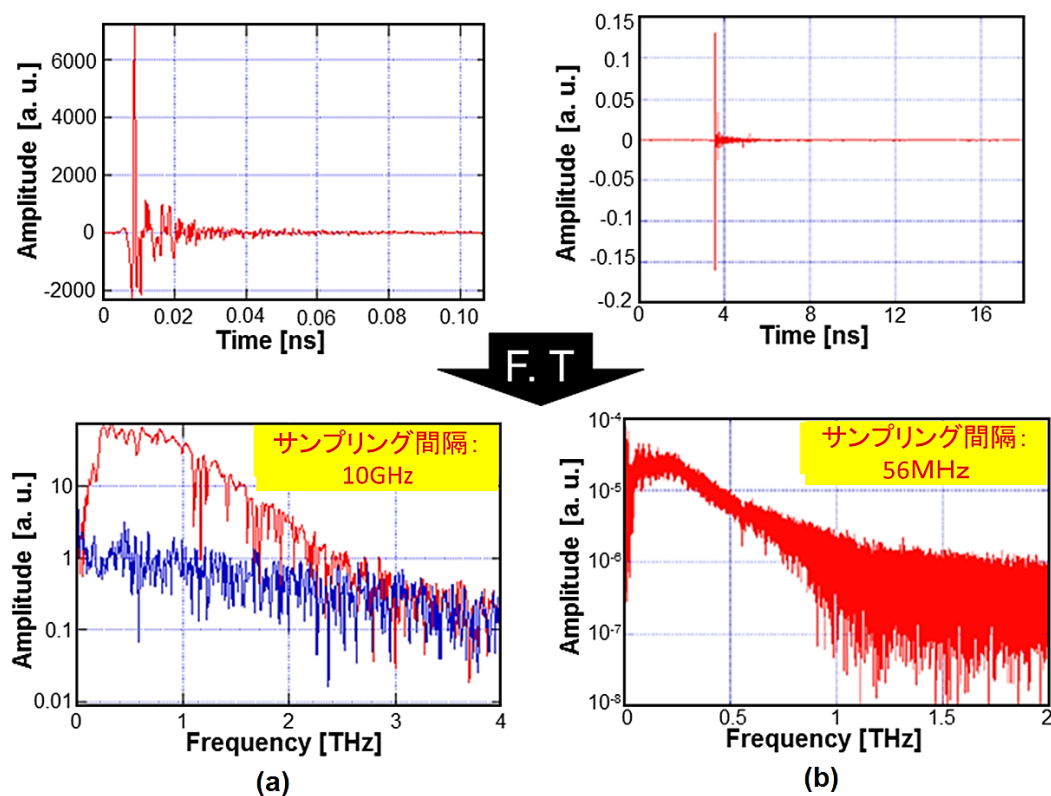 6000
4000
2000
0
-2000
Amplitude [a. u.]
0 0.02 0.04 0.06 0.08 0.10
Time [ns]
0.15
0.1
0.05
0
-0.05
-0.1
-0.15
-0.2
Amplitude [a. u.]
0 4 8 12 16
Time [ns]
F. T
サンプリング間隔:
10GHz
10
1
0.1
0.01
Amplitude [a. u.]
0 1 2 3 4
Frequency [THz]
(a)
サンプリング間隔:
56MHz
10-4
10-5
10-6
10-7
10-8
Amplitude [a. u.]
0 0.5 1 1.5 2
Frequency [THz]
(b)